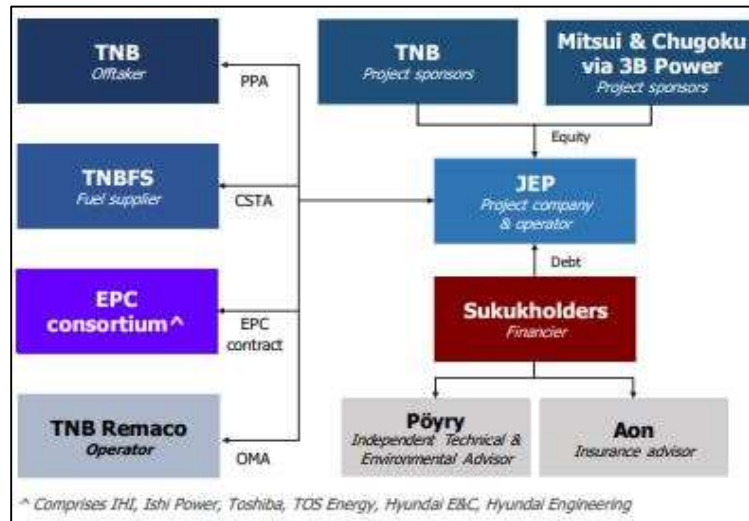 TNB
Offtaker
PPA
TNB
Project sponsors
Mitsui & Chugoku
via 3B Power
Project sponsors
Equity
TNBFS
Fuel supplier
CSTA
JEP
Project company
& operator
Debt
EPC
consortium^
EPC
contract
Sukukholders
Financier
TNB Remaco
Operator
OMA
Pöyry
Independent Technical &
Environmental Advisor
Aon
Insurance advisor
^ Comprises IHI, Ishi Power, Toshiba, TOS Energy, Hyundai E&C, Hyundai Engineering